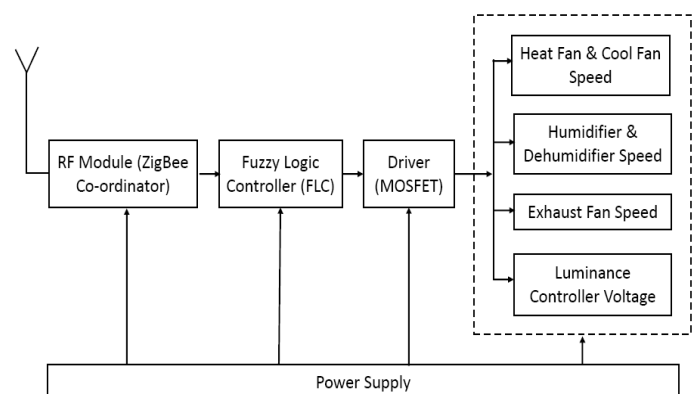 Heat Fan & Cool Fan
Speed
RF Module (ZigBee
Co-ordinator)
Fuzzy Logic
Controller (FLC)
Driver
(MOSFET)
Humidifier &
Dehumidifier Speed
Exhaust Fan Speed
Luminance
Controller Voltage
Power Supply